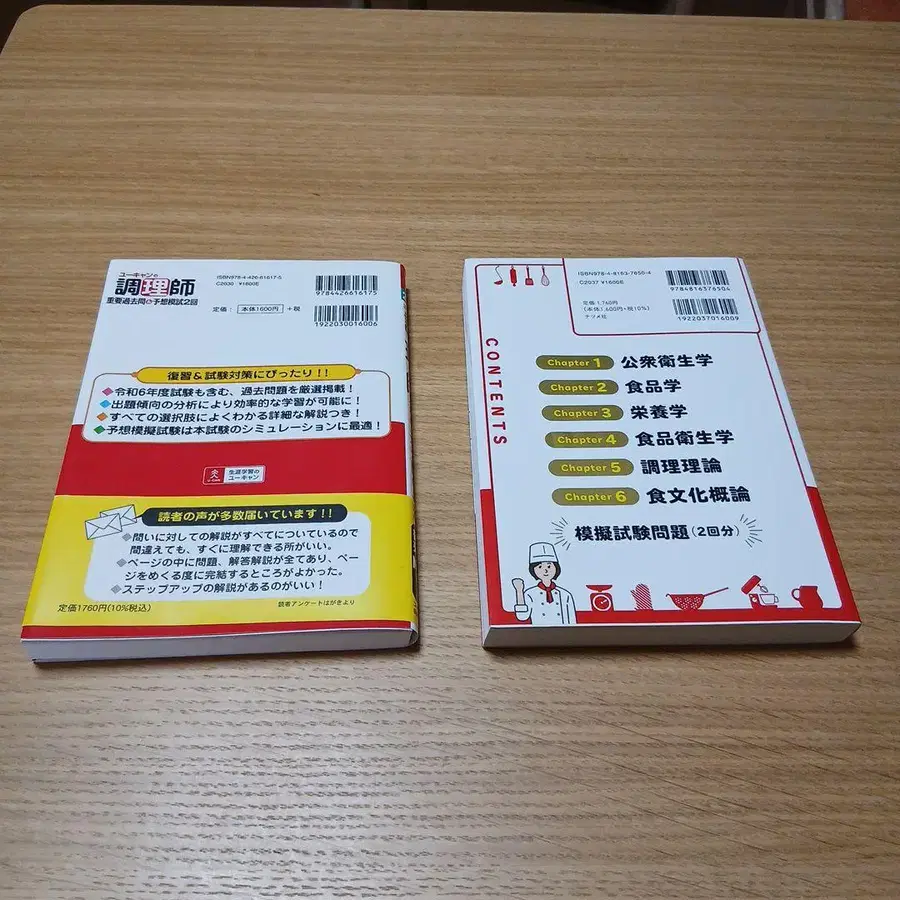 ユーキャンの
調理師
重要過去問&予想模試2回
ISBN978-4-426-61617-5
C2030 ¥1600E
定価: 本体1600円 +税
9784426616175
1922030016006
復習&試験対策にぴったり!!
◆令和6年度試験も含む、過去問題を厳選掲載!
◆出題傾向の分析により効率的な学習が可能に!
◆すべての選択肢によくわかる詳細な解説つき!
◆予想模擬試験は本試験のシミュレーションに最適!
U-CAN
生涯学習の
ユーキャン
読者の声が多数届いています!!
◆問いに対しての解説がすべてについているので
間違えても、すぐに理解できる所がいい。
◆ページの中に問題、解答解説が全てあり、ペー
ジをめくる度に完結するところがよかった。
◆ステップアップの解説があるのがいい!
定価1760円(10%税込)
読者アンケートはがきより
ISBN978-4-8163-7650-4
C2037 ¥1600E
定価1,760円
(本体1,600円+税10%)
ナツメ社
9784816376504
1922037016009
CONTENTS
Chapter 1 公衆衛生学
Chapter 2 食品学
Chapter 3 栄養学
Chapter 4 食品衛生学
Chapter 5 調理理論
Chapter 6 食文化概論
模擬試験問題(2回分)